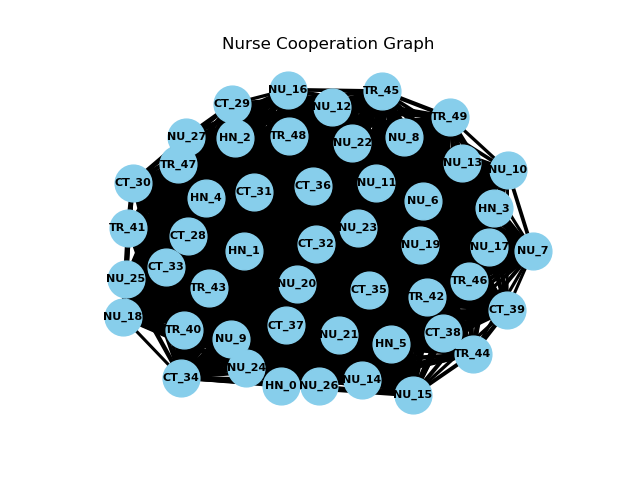 Nurse Cooperation Graph
NU_16
TR_45
CT_29
NU_12
TR_49
NU_27
HN_2
TR_48
NU_22
NU_8
TR_47
NU_13
NU_10
CT_30
HN_4
CT_31
CT_36
NU_11
NU_6
HN_3
TR_41
CT_28
NU_23
HN_1
CT_32
NU_19
NU_17
NU_7
CT_33
NU_25
TR_43
NU_20
CT_35
TR_42
TR_46
CT_39
NU_18
TR_40
NU_9
CT_37
NU_21
HN_5
CT_38
TR_44
NU_24
CT_34
HN_0
NU_26
NU_14
NU_15